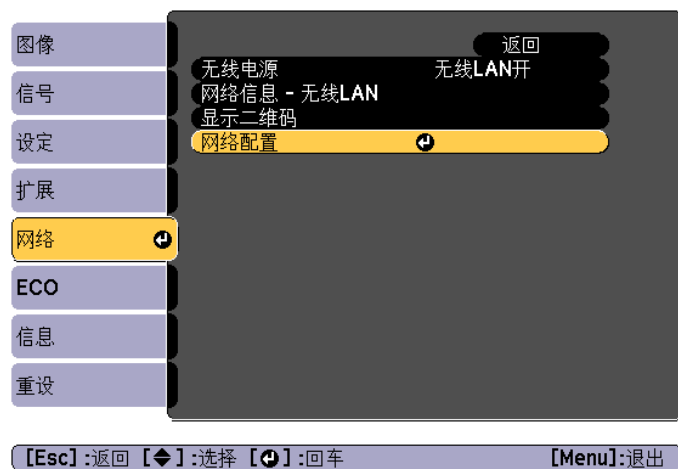 图像
信号
设定
扩展
网络
ECO
信息
重设
返回
无线电源 无线LAN开
网络信息 - 无线LAN
显示二维码
网络配置
[Esc] :返回 [◆] :选择 [⏎] :回车 [Menu]:退出